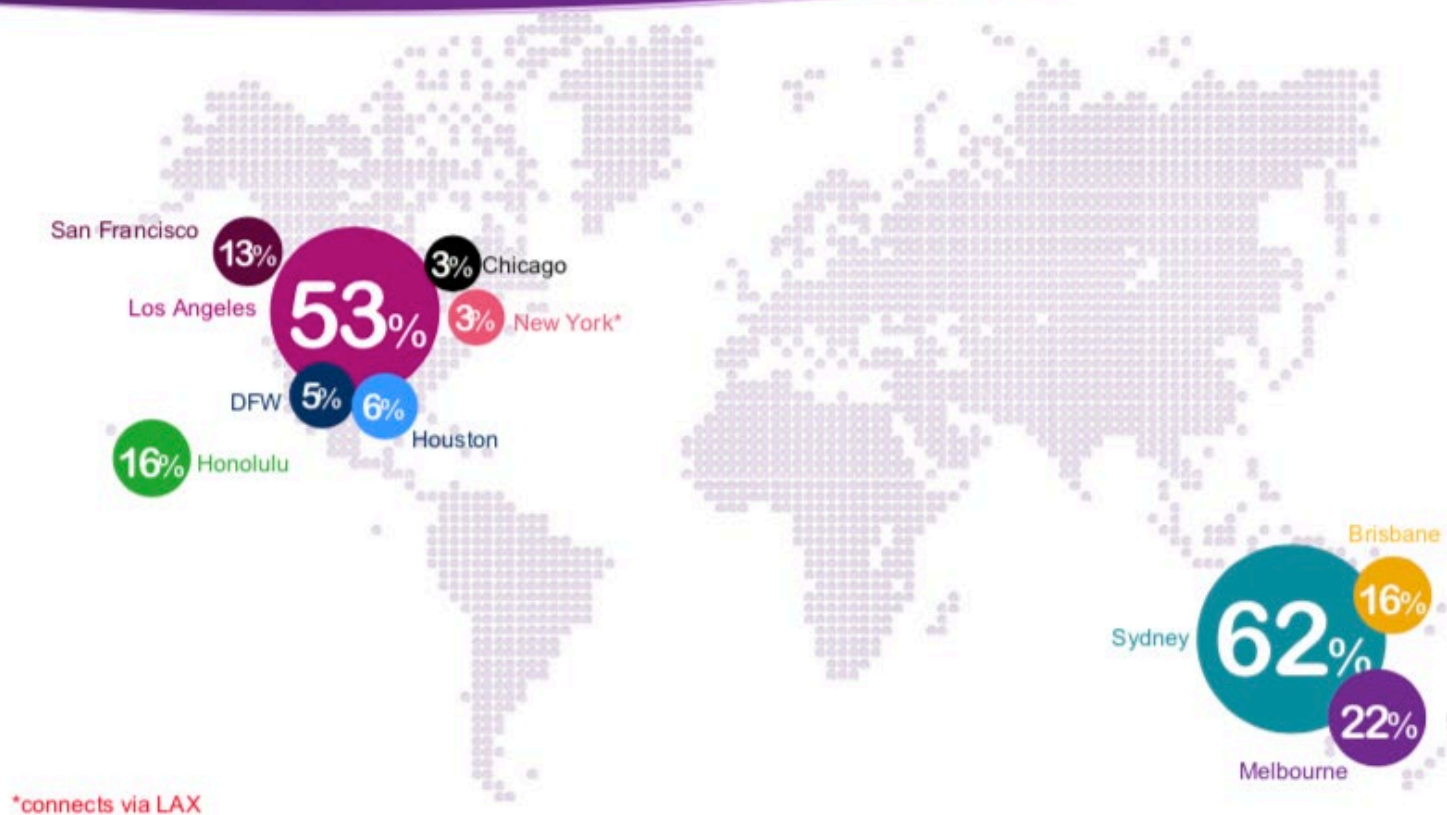 San Francisco
13%
3% Chicago
Los Angeles
53%
3% New York*
DFW 5%
6%
Houston
16% Honolulu
Brisbane
16%
Sydney
62%
22%
Melbourne
*connects via LAX